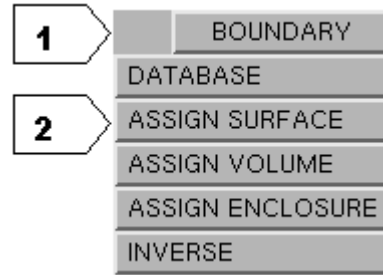 1 BOUNDARY
DATABASE
2 ASSIGN SURFACE
ASSIGN VOLUME
ASSIGN ENCLOSURE
INVERSE